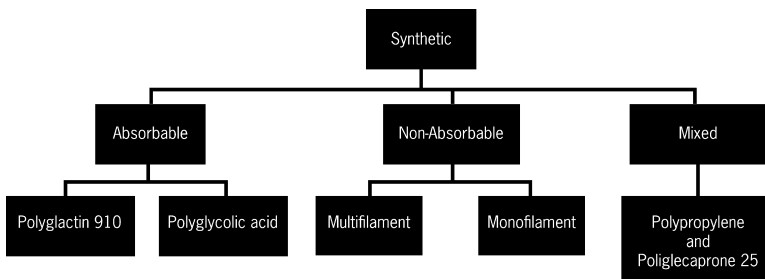 Synthetic
Absorbable
Non-Absorbable
Mixed
Polyglactin 910
Polyglycolic acid
Multifilament
Monofilament
Polypropylene
and
Poliglecaprone 25